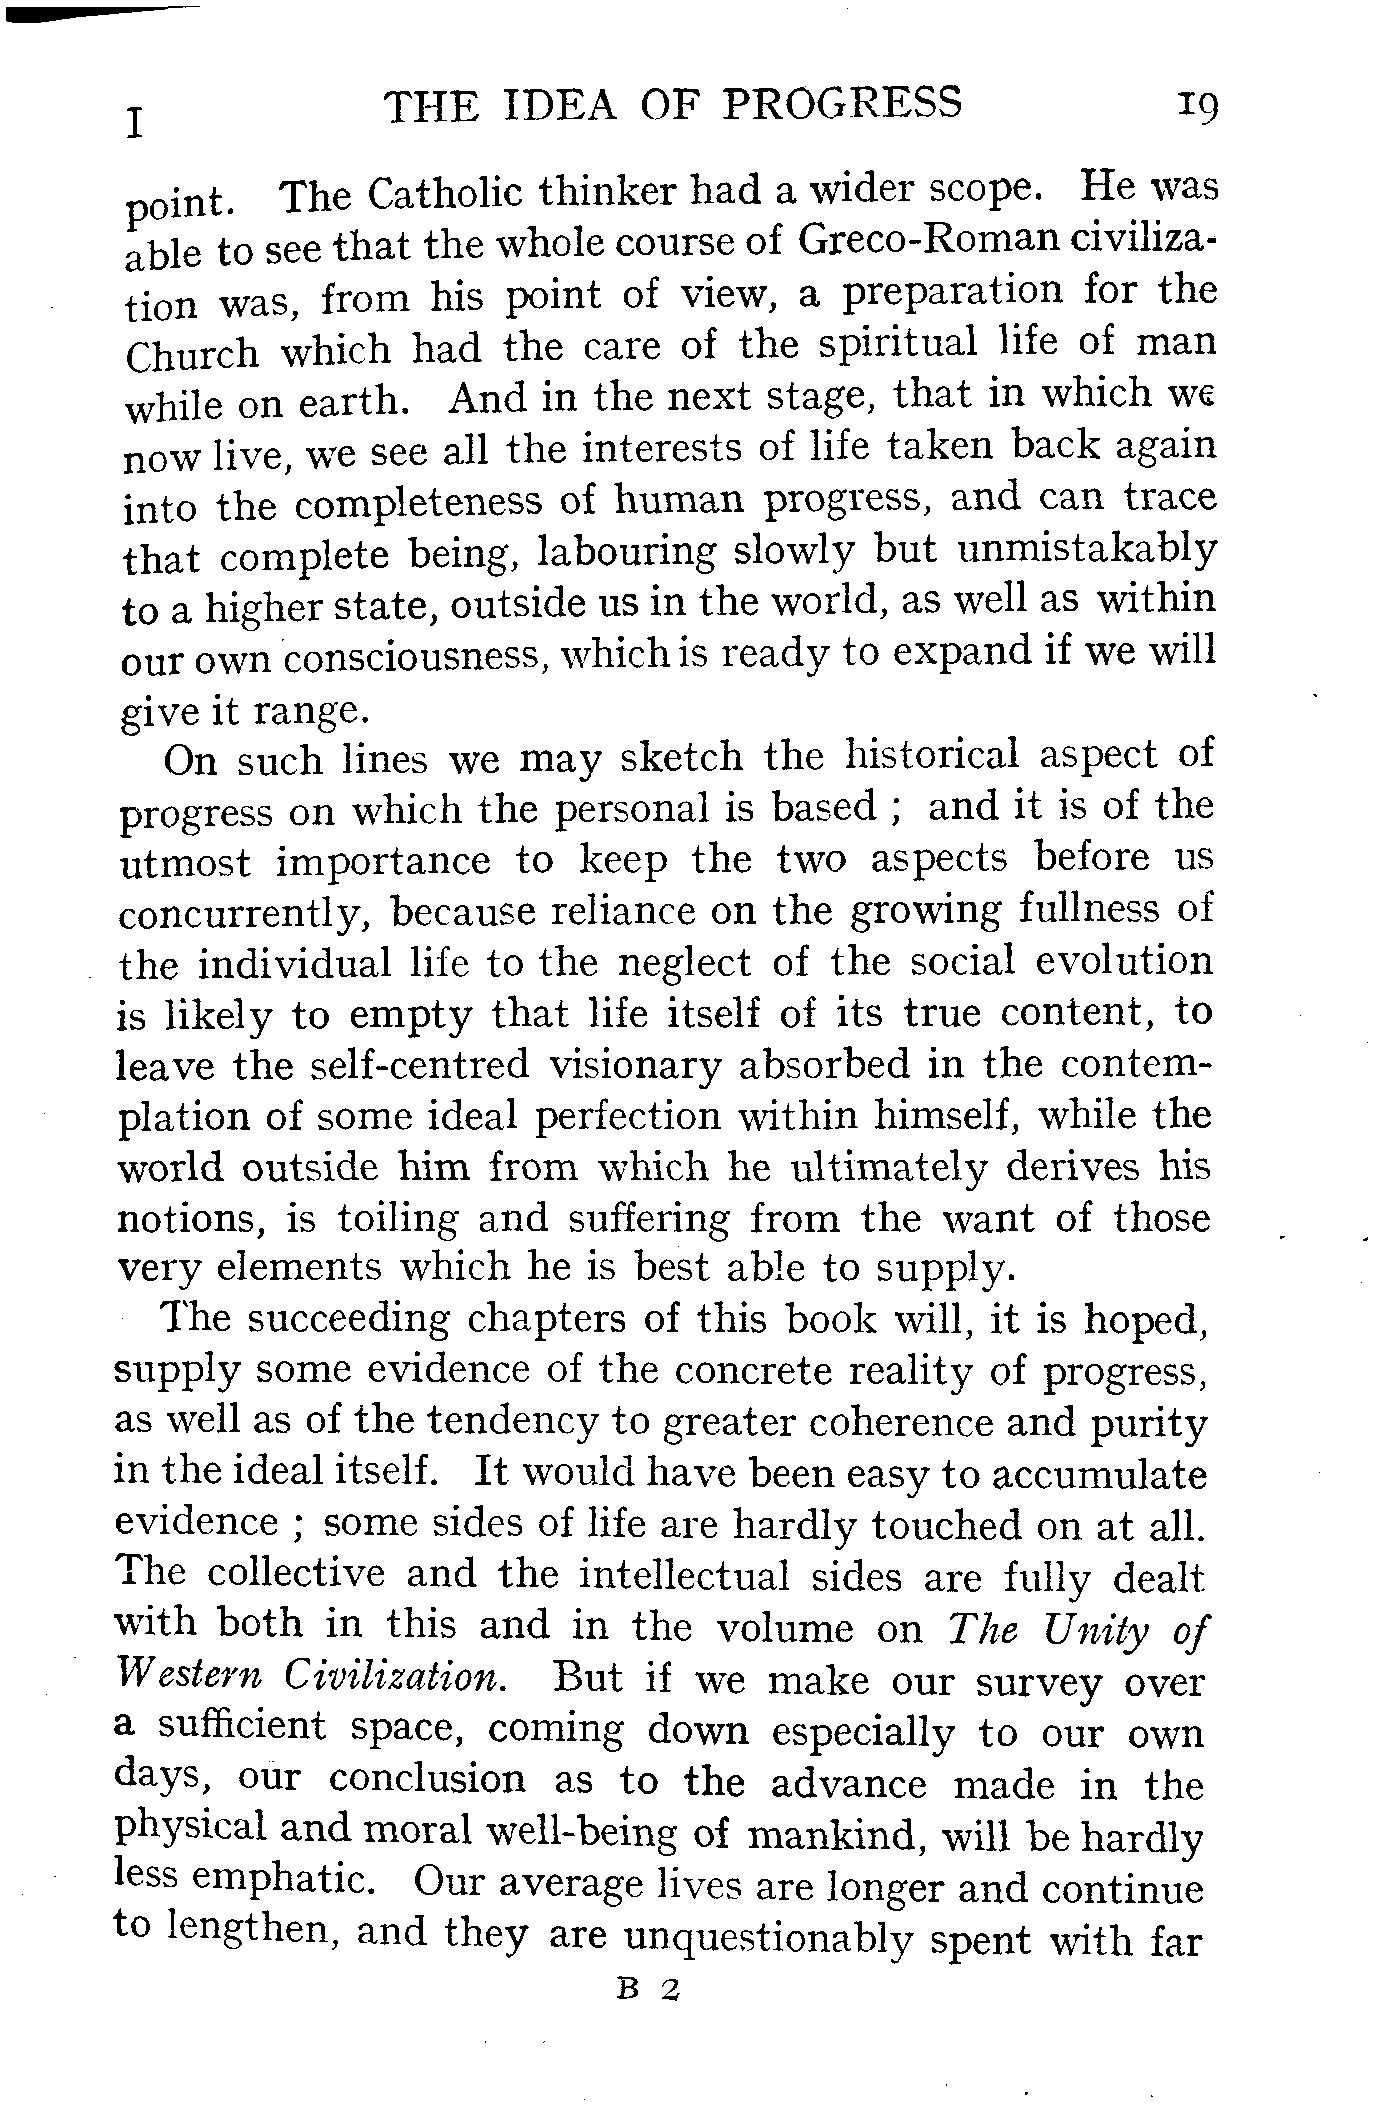 I THE IDEA OF PROGRESS 19
point. The Catholic thinker had a wider scope. He was
able to see that the whole course of Greco-Roman civiliza-
tion was, from his point of view, a preparation for the
Church which had the care of the spiritual life of man
while on earth. And in the next stage, that in which we
now live, we see all the interests of life taken back again
into the completeness of human progress, and can trace
that complete being, labouring slowly but unmistakably
to a higher state, outside us in the world, as well as within
our own consciousness, which is ready to expand if we will
give it range.
On such lines we may sketch the historical aspect of
progress on which the personal is based ; and it is of the
utmost importance to keep the two aspects before us
concurrently, because reliance on the growing fullness of
the individual life to the neglect of the social evolution
is likely to empty that life itself of its true content, to
leave the self-centred visionary absorbed in the contem-
plation of some ideal perfection within himself, while the
world outside him from which he ultimately derives his
notions, is toiling and suffering from the want of those
very elements which he is best able to supply.
The succeeding chapters of this book will, it is hoped,
supply some evidence of the concrete reality of progress,
as well as of the tendency to greater coherence and purity
in the ideal itself. It would have been easy to accumulate
evidence ; some sides of life are hardly touched on at all.
The collective and the intellectual sides are fully dealt
with both in this and in the volume on The Unity of
Western Civilization. But if we make our survey over
a sufficient space, coming down especially to our own
days, our conclusion as to the advance made in the
physical and moral well-being of mankind, will be hardly
less emphatic. Our average lives are longer and continue
to lengthen, and they are unquestionably spent with far
B 2